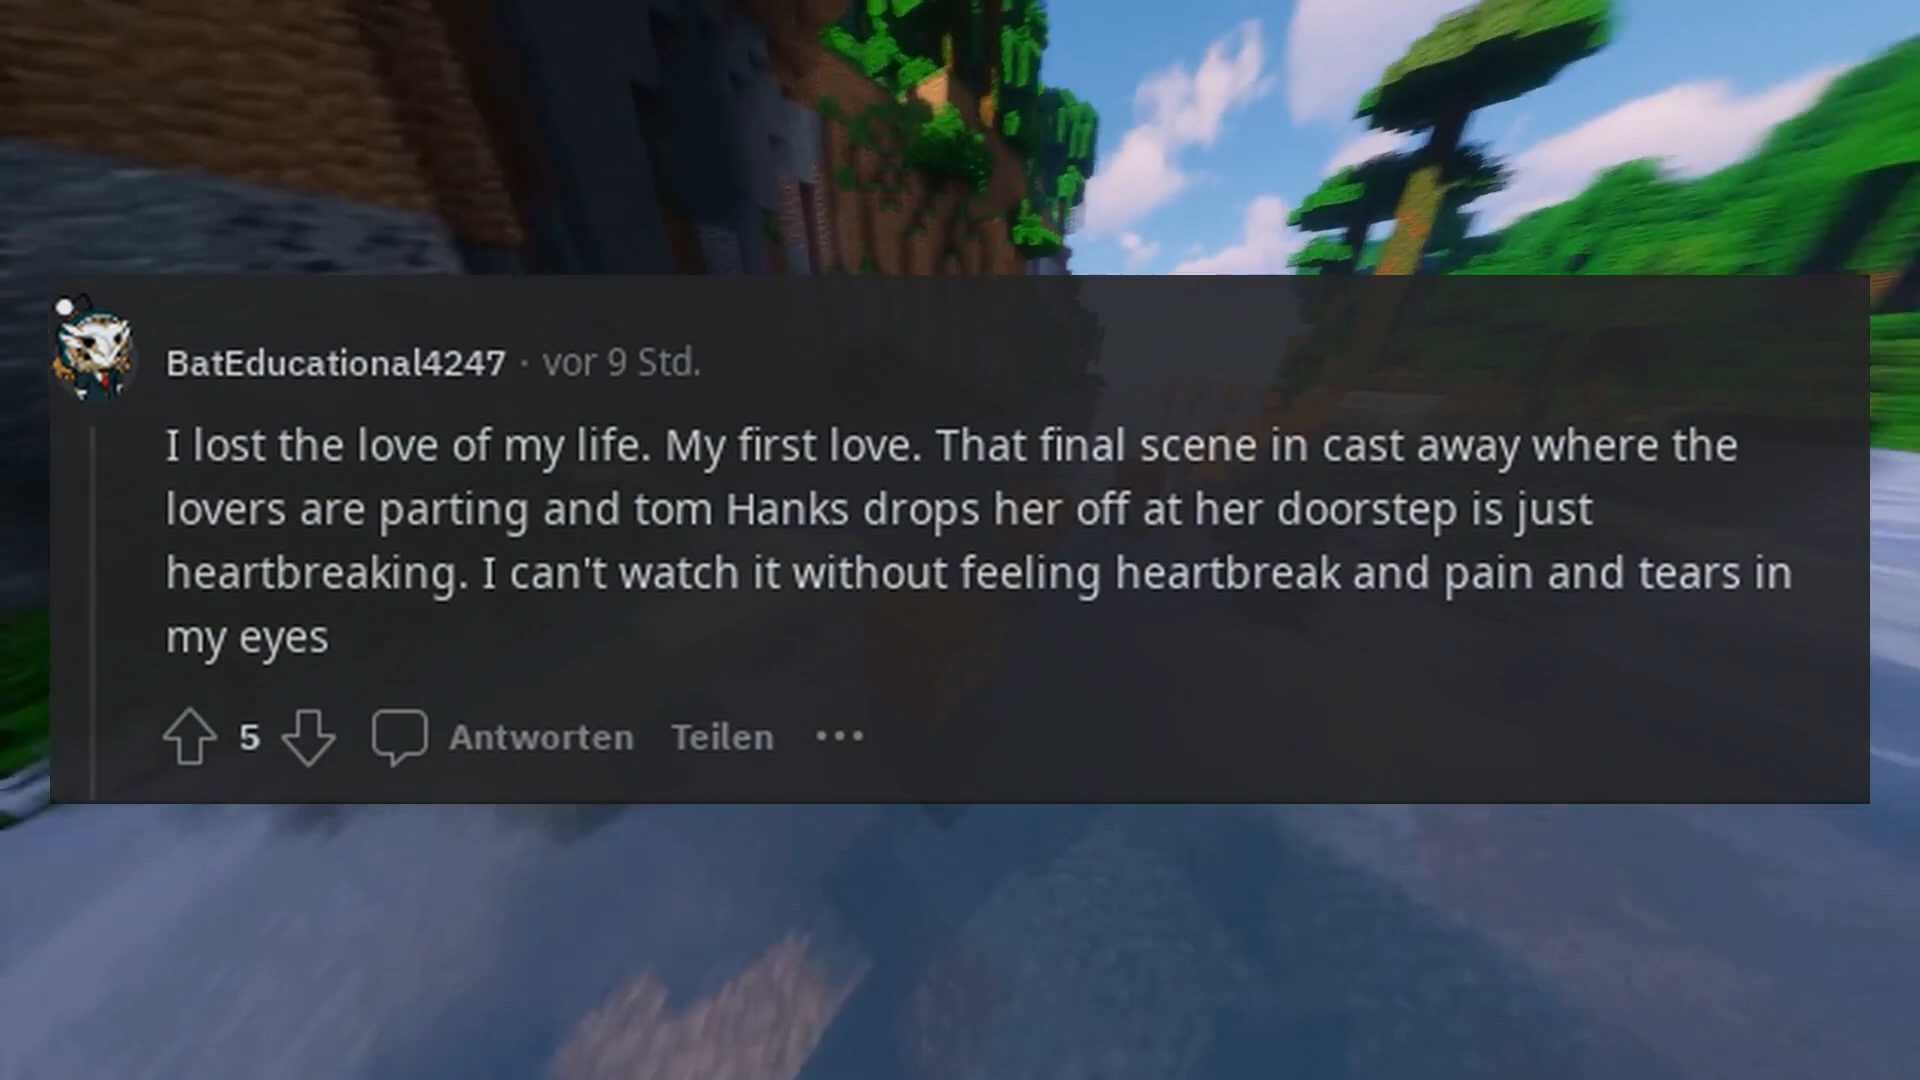 BatEducational4247 · vor 9 Std.
I lost the love of my life. My first love. That final scene in cast away where the
lovers are parting and tom Hanks drops her off at her doorstep is just
heartbreaking. I can't watch it without feeling heartbreak and pain and tears in
my eyes
5 Antworten Teilen •••